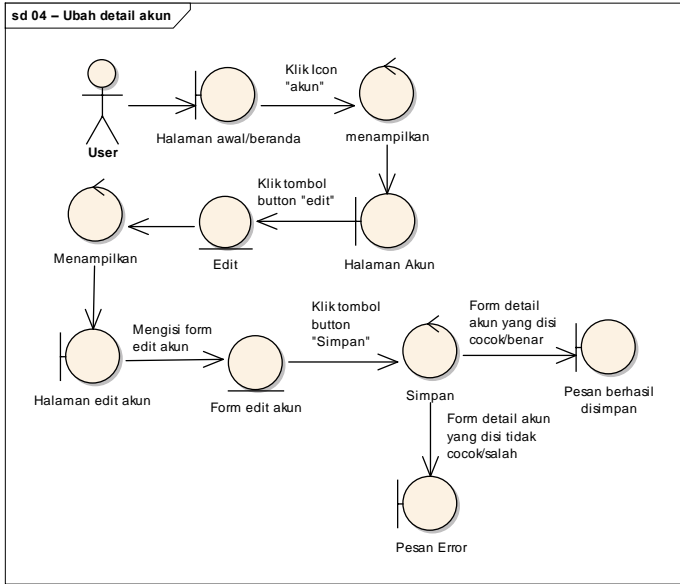 sd 04 – Ubah detail akun
Klik Icon
"akun"
User
Halaman awal/beranda
menampilkan
Klik tombol
button "edit"
Menampilkan
Edit
Halaman Akun
Mengisi form
edit akun
Klik tombol
button
"Simpan"
Form detail
akun yang disi
cocok/benar
Halaman edit akun
Form edit akun
Simpan
Pesan berhasil
disimpan
Form detail akun
yang disi tidak
cocok/salah
Pesan Error